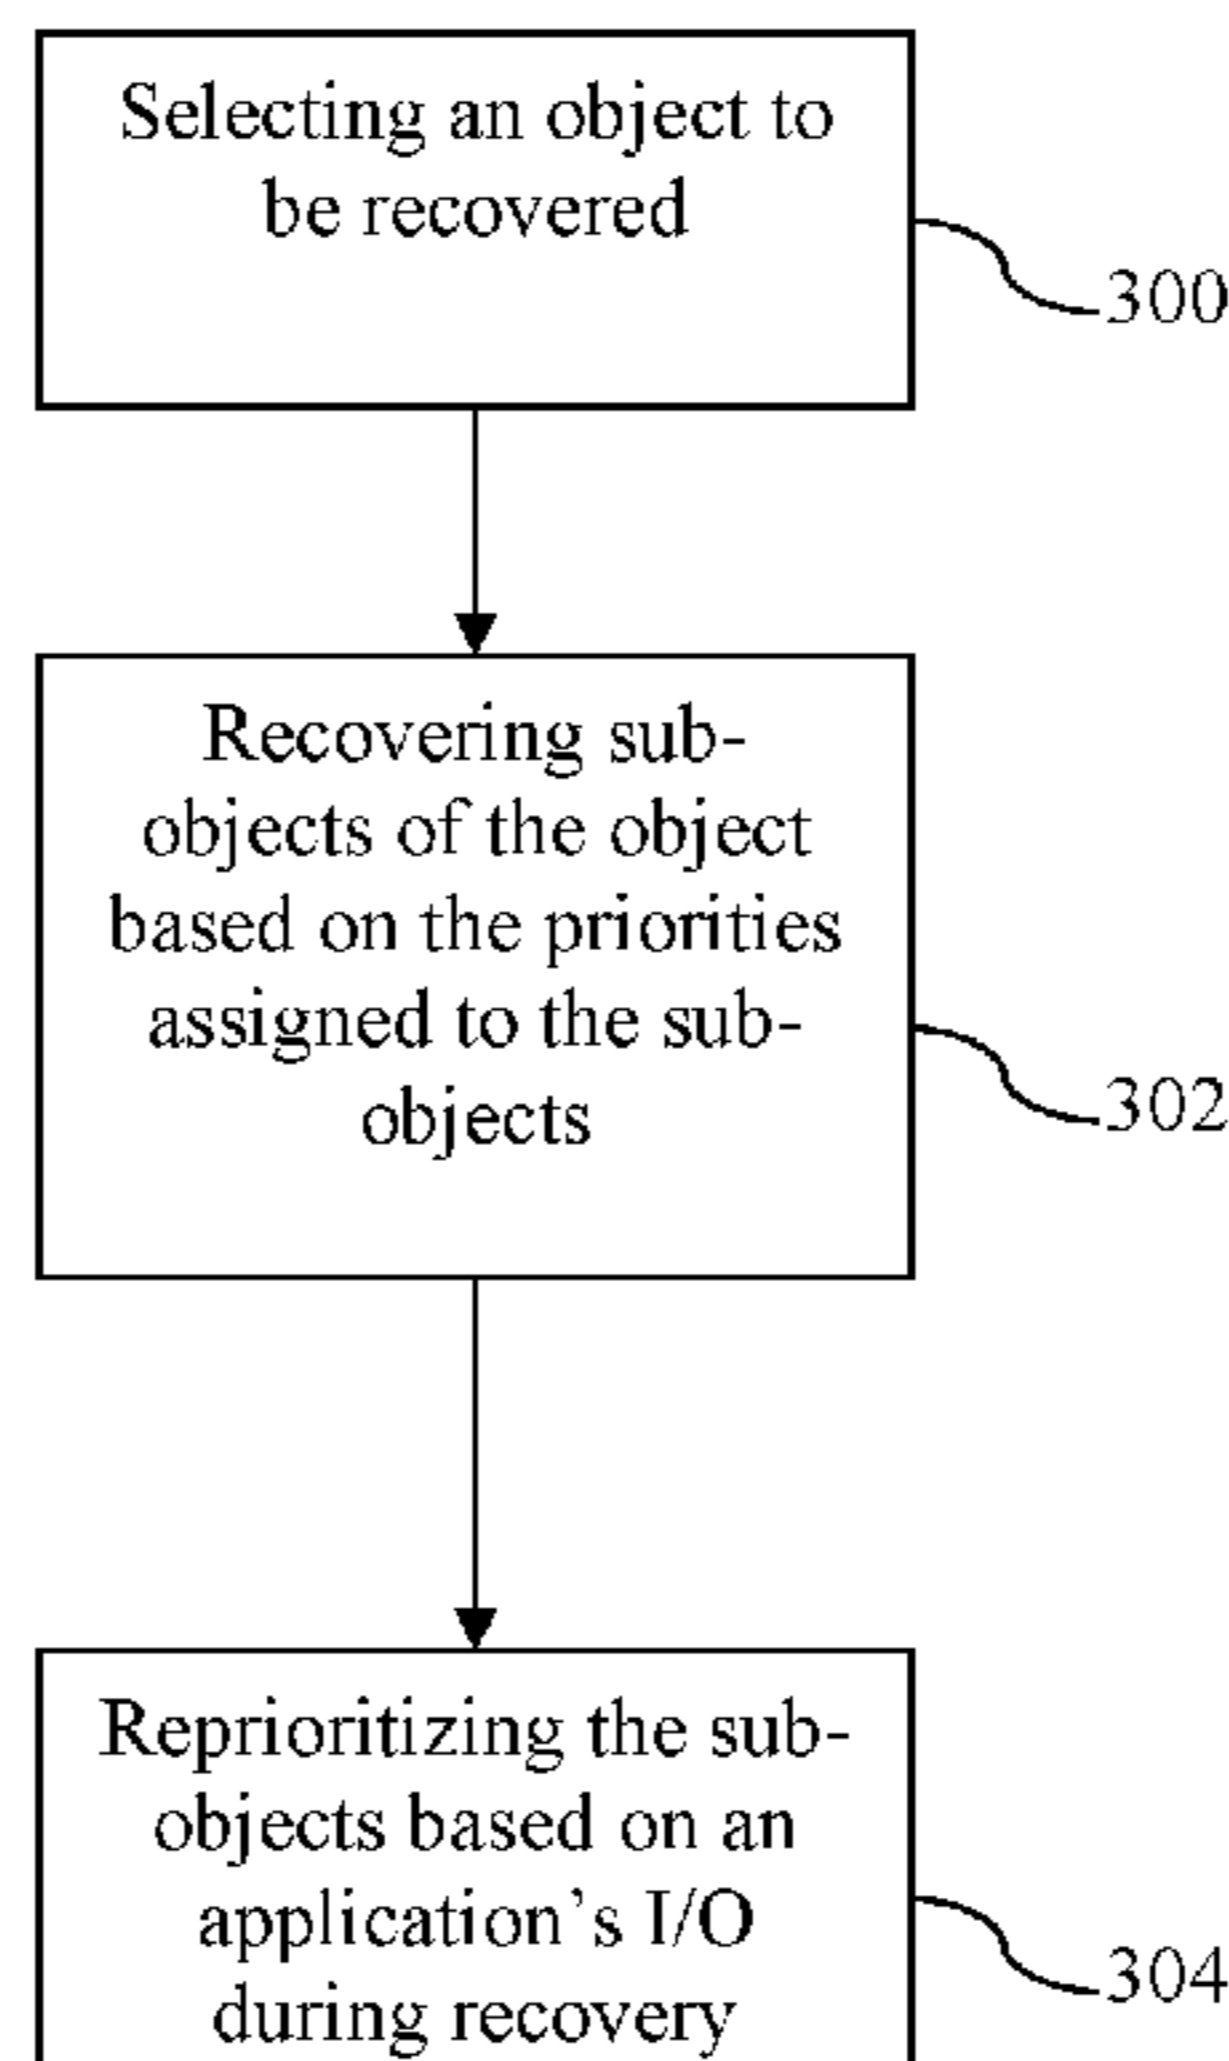 Selecting an object to
be recovered
300
Recovering sub-
objects of the object
based on the priorities
assigned to the sub-
objects
302
Reprioritizing the sub-
objects based on an
application’s I/O
during recovery
304